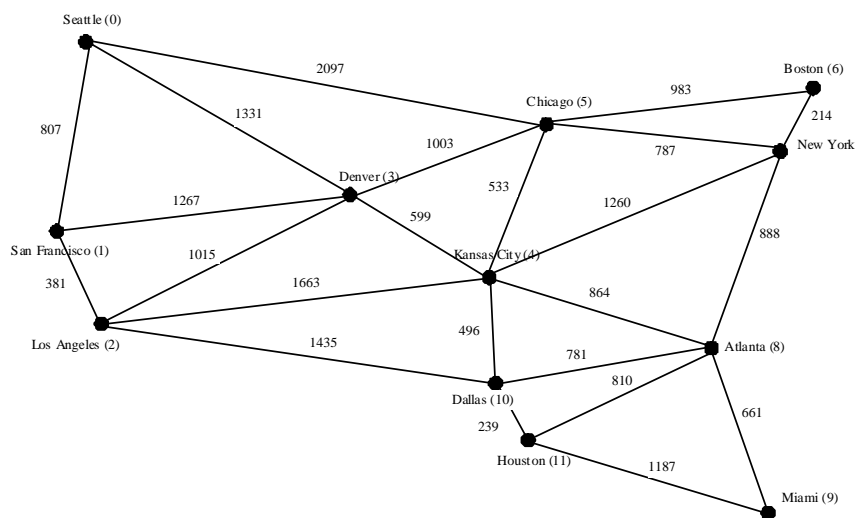 Seattle (0)
2097
Boston (6)
983
Chicago (5)
214
1331
807
1003
787
New York
Denver (3)
1267
533
599
1260
888
San Francisco (1)
1015
Kansas City (4)
381
1663
864
1435
496
Los Angeles (2)
781
Atlanta (8)
810
Dallas (10)
661
239
Houston (11)
1187
Miami (9)